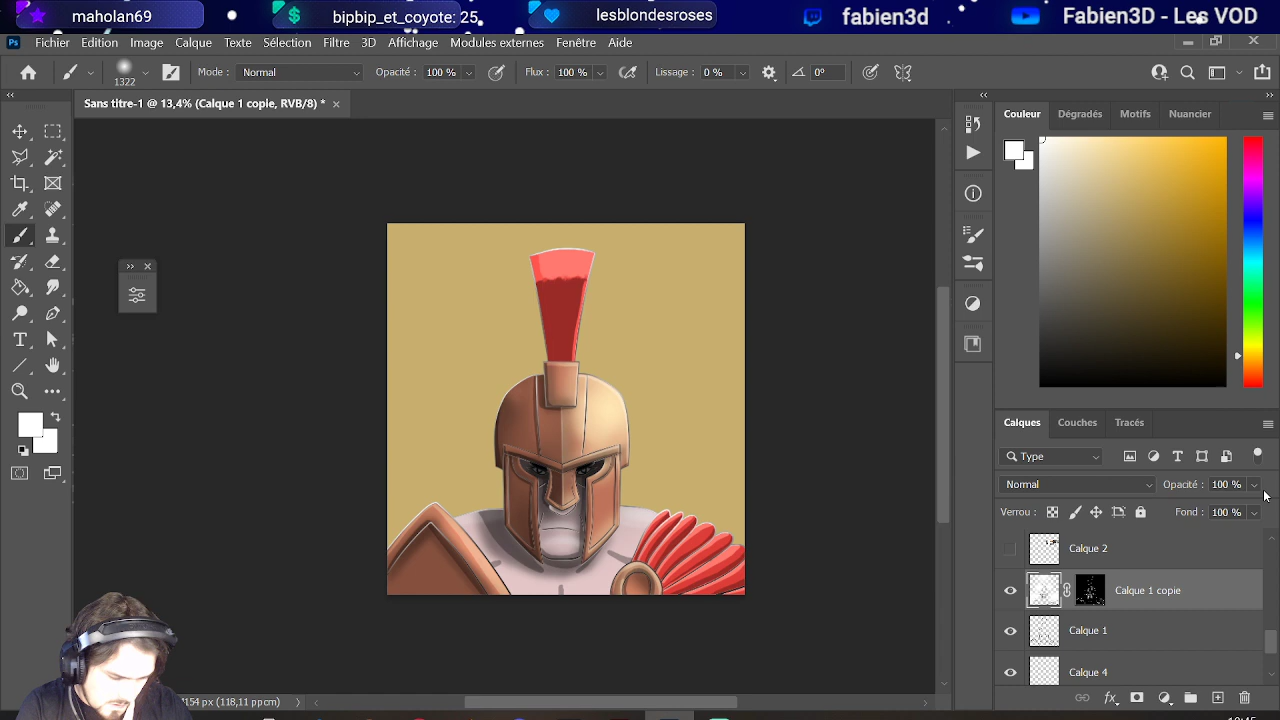 maholan69
bipbip_et_coyote: 25
lesblondesroses
fabien3d
Fabien3D - Les VOD
Ps Fichier Edition Image Calque Texte Sélection Filtre 3D Affichage Modules externes Fenêtre Aide
1322 Mode : Normal Opacité : 100 % Flux : 100 % Lissage : 0 % 0°
Sans titre-1 @ 13,4% (Calque 1 copie, RVB/8) *
Couleur Dégradés Motifs Nuancier
Calques Couches Tracés
Type
Normal Opacité : 100 %
Verrou : Fond : 100 %
Calque 2
Calque 1 copie
Calque 1
Calque 4
fx
154 px (118,11 ppcm)